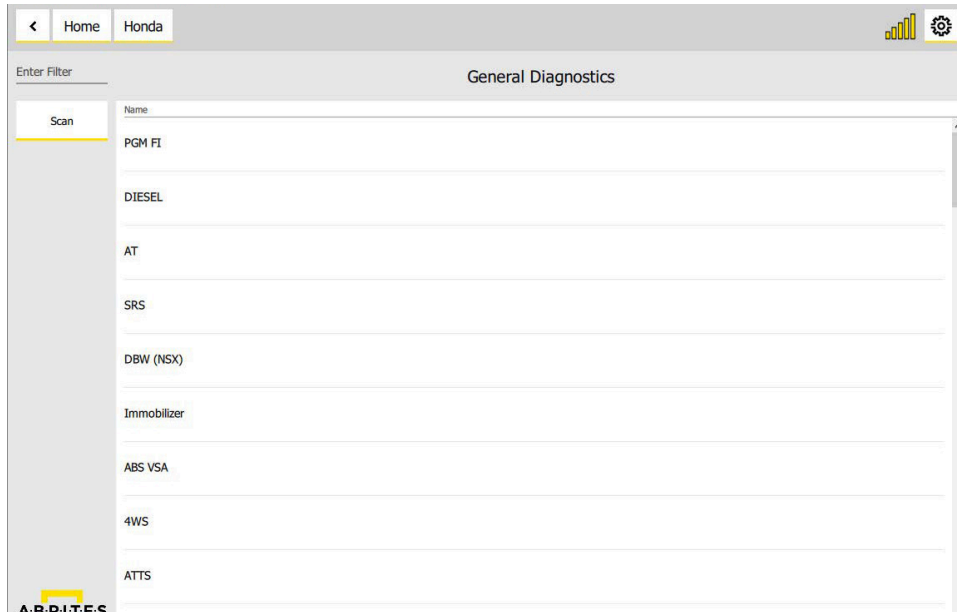 Home Honda
Enter Filter
General Diagnostics
Scan
Name
PGM FI
DIESEL
AT
SRS
DBW (NSX)
Immobilizer
ABS VSA
4WS
ATTS
A·B·R·I·T·E·S